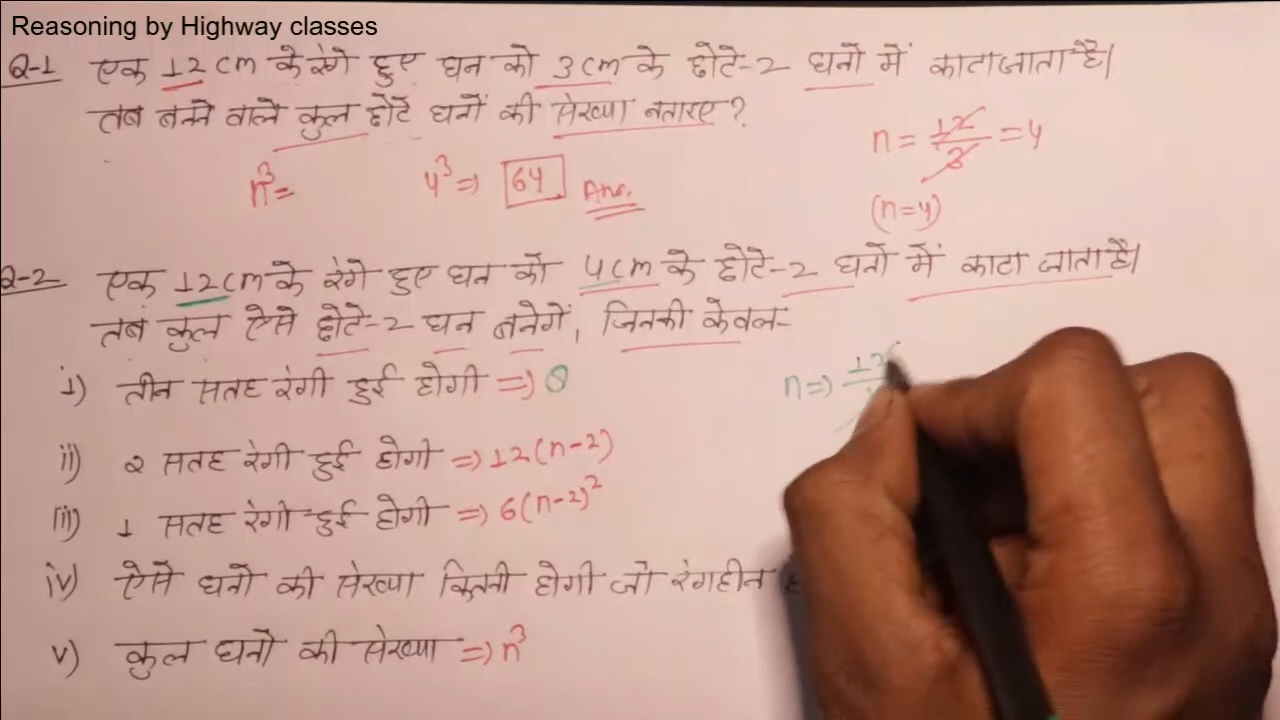 Reasoning by Highway classes
Q-1 एक 12 cm के रंगे हुए घन को 3 cm के छोटे-2 घनो में काटा जाता है।
तब बनने वाले कुल छोटे घनों की संख्या बताइए?
n = 12/3 = 4
n³= 4³ => 64 Ans.
(n=4)
Q-2 एक 12cm के रंगे हुए घन को 4cm के छोटे-2 घनो में काटा जाता है।
तब कुल ऐसे छोटे-2 घन बनेगें, जिनकी केवल-
i) तीन सतह रंगी हुई होगी => 8
n => 12
ii) 2 सतह रंगी हुई होगी => 12(n-2)
iii) 1 सतह रंगी हुई होगी => 6(n-2)²
iv) ऐसे घनो की संख्या कितनी होगी जो रंगहीन
v) कुल घनो की संख्या => n³